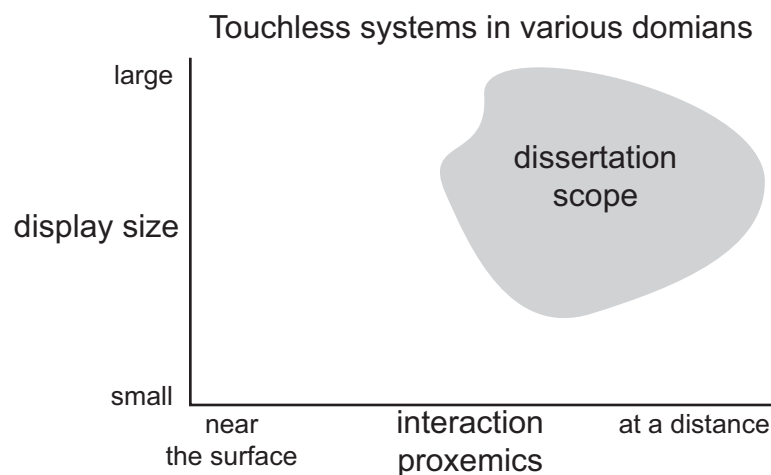 Touchless systems in various domians
large
dissertation
scope
display size
small
near
the surface
interaction
proxemics
at a distance